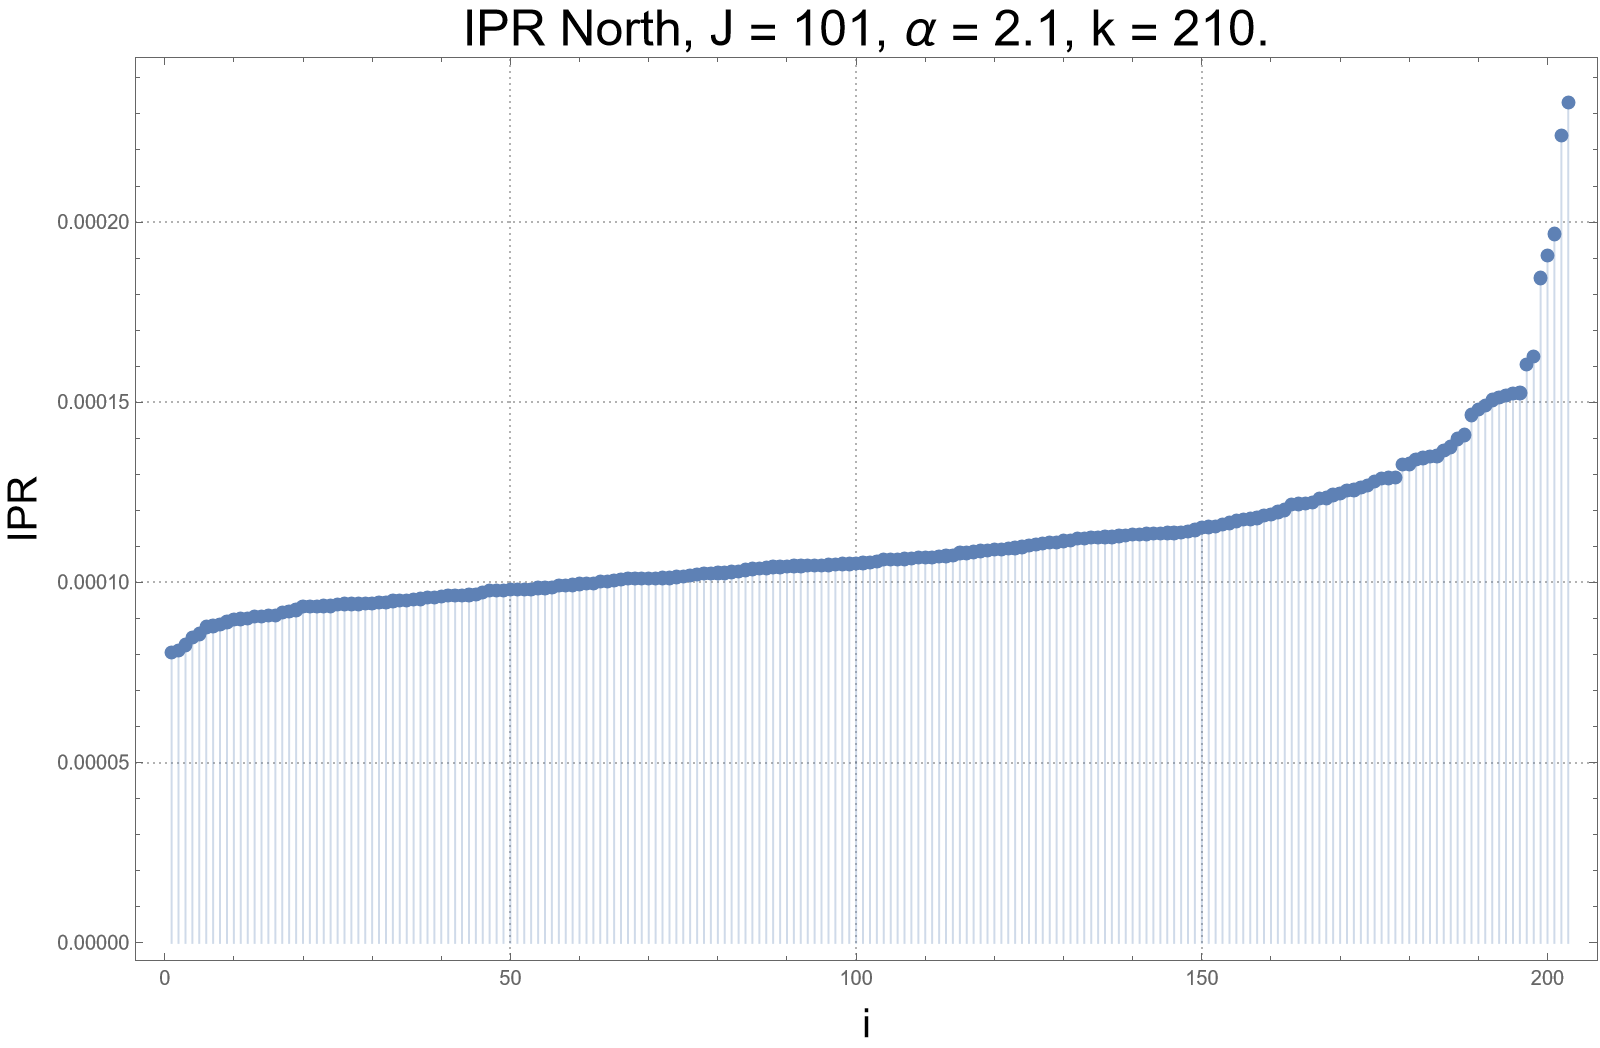 IPR North, J = 101, α = 2.1, k = 210.
0.00020
0.00015
0.00010
0.00005
0.00000
IPR
0 50 100 150 200
i